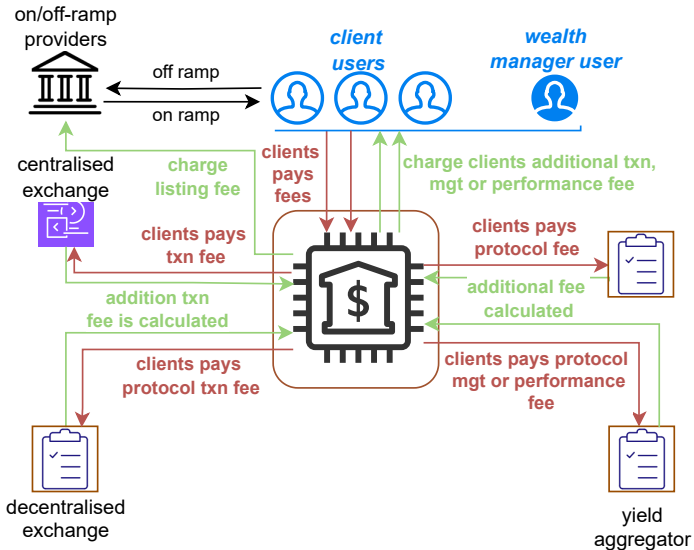 on/off-ramp
providers
client
users
wealth
manager user
off ramp
on ramp
centralised
exchange
charge
listing fee
clients
pays
fees
charge clients additional txn,
mgt or performance fee
clients pays
txn fee
clients pays
protocol fee
$
addition txn
fee is calculated
additional fee
calculated
clients pays
protocol txn fee
clients pays protocol
mgt or performance
fee
decentralised
exchange
yield
aggregator